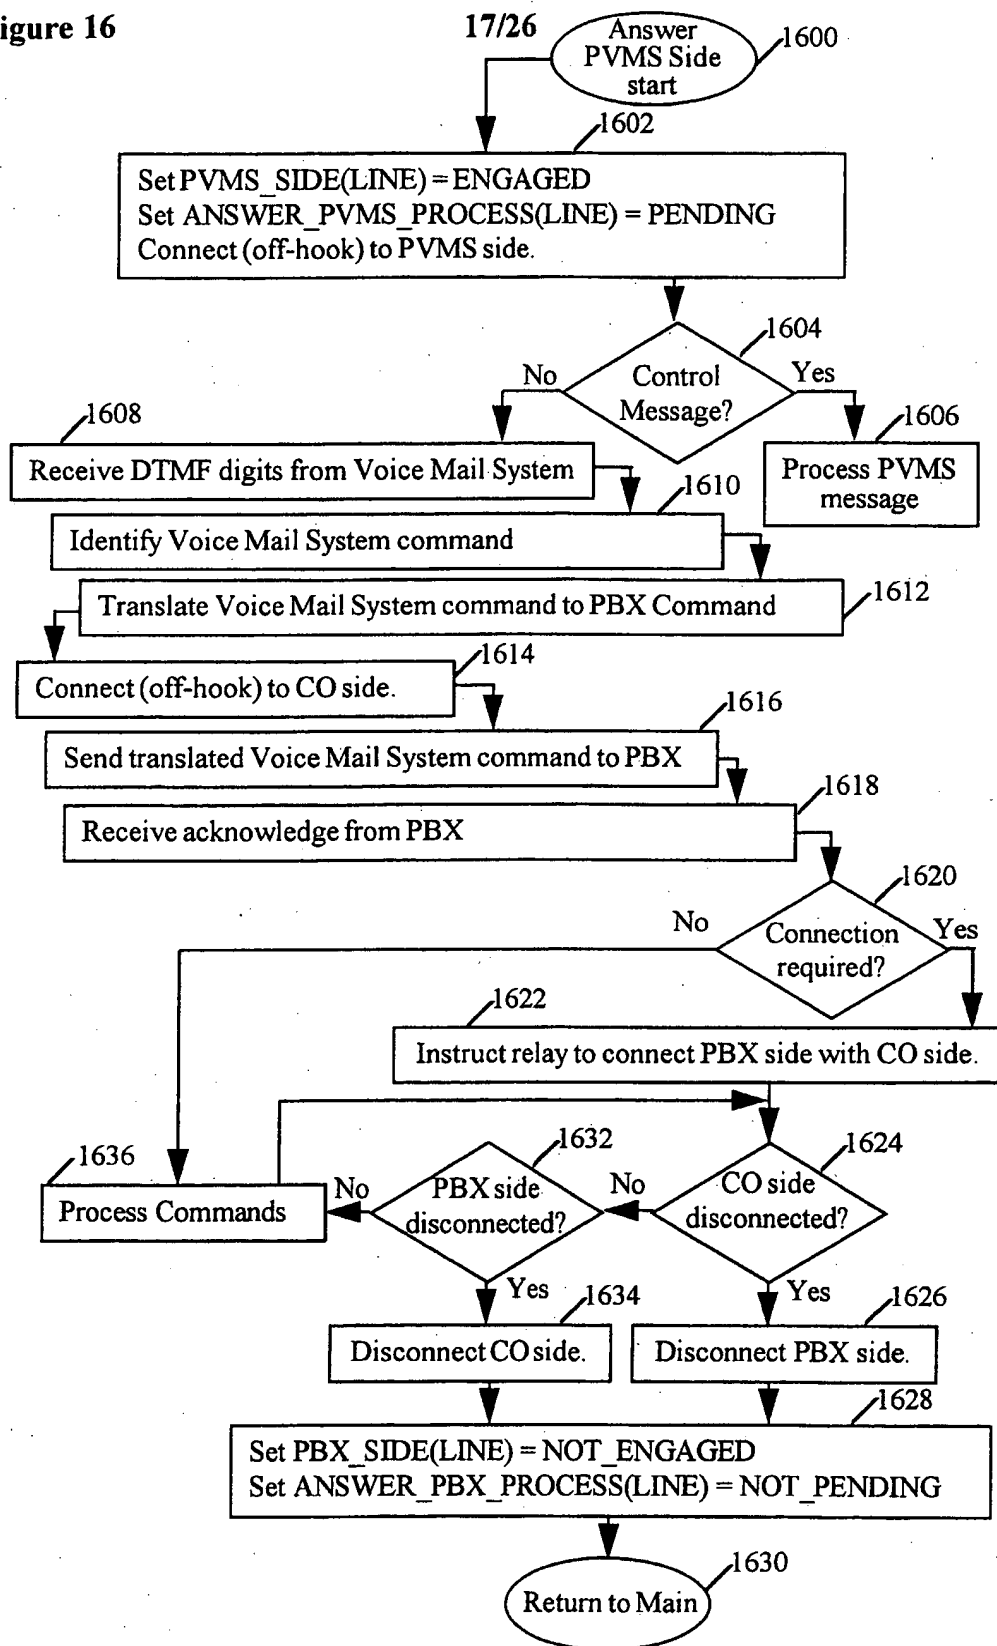 igure 16
17/26
Answer
PVMS Side
start
1600
1602
Set PVMS_SIDE(LINE) = ENGAGED
Set ANSWER_PVMS_PROCESS(LINE) = PENDING
Connect (off-hook) to PVMS side.
1604
Control
Message?
No
Yes
1606
Process PVMS
message
1608
Receive DTMF digits from Voice Mail System
1610
Identify Voice Mail System command
1612
Translate Voice Mail System command to PBX Command
1614
Connect (off-hook) to CO side.
1616
Send translated Voice Mail System command to PBX
1618
Receive acknowledge from PBX
1620
Connection
required?
No
Yes
1622
Instruct relay to connect PBX side with CO side.
1624
CO side
disconnected?
No
Yes
1632
PBX side
disconnected?
No
Yes
1636
Process Commands
1634
Disconnect CO side.
1626
Disconnect PBX side.
1628
Set PBX_SIDE(LINE) = NOT_ENGAGED
Set ANSWER_PBX_PROCESS(LINE) = NOT_PENDING
1630
Return to Main